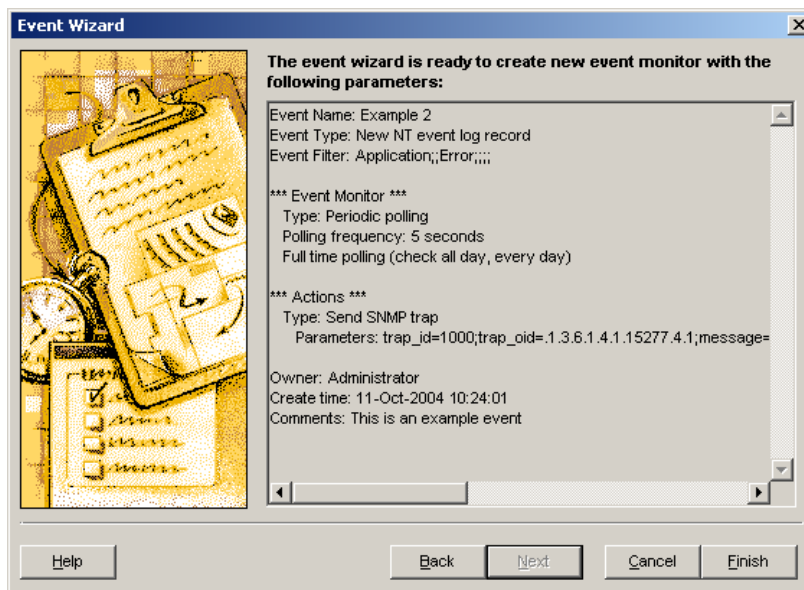 Event Wizard
The event wizard is ready to create new event monitor with the
following parameters:
Event Name: Example 2
Event Type: New NT event log record
Event Filter: Application;;Error;;;;
*** Event Monitor ***
Type: Periodic polling
Polling frequency: 5 seconds
Full time polling (check all day, every day)
*** Actions ***
Type: Send SNMP trap
Parameters: trap_id=1000;trap_oid=.1.3.6.1.4.1.15277.4.1;message=
Owner: Administrator
Create time: 11-Oct-2004 10:24:01
Comments: This is an example event
Help
Back
Next
Cancel
Finish